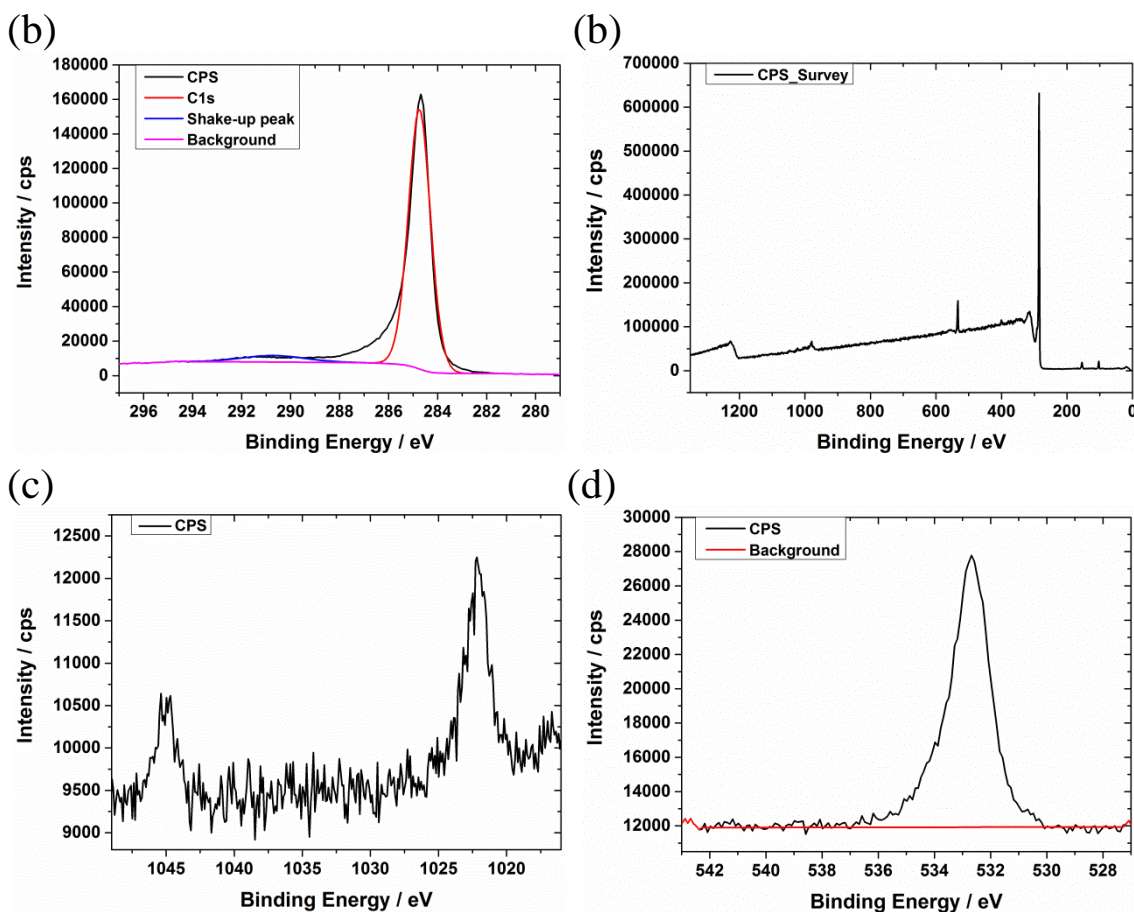 (b)
CPS
C1s
Shake-up peak
Background
180000
160000
140000
120000
100000
80000
60000
40000
20000
0
Intensity / cps
296 294 292 290 288 286 284 282 280
Binding Energy / eV
(b)
CPS_Survey
700000
600000
500000
400000
300000
200000
100000
0
Intensity / cps
1200 1000 800 600 400 200 0
Binding Energy / eV
(c)
CPS
12500
12000
11500
11000
10500
10000
9500
9000
Intensity / cps
1045 1040 1035 1030 1025 1020
Binding Energy / eV
(d)
CPS
Background
30000
28000
26000
24000
22000
20000
18000
16000
14000
12000
10000
Intensity / cps
542 540 538 536 534 532 530 528
Binding Energy / eV